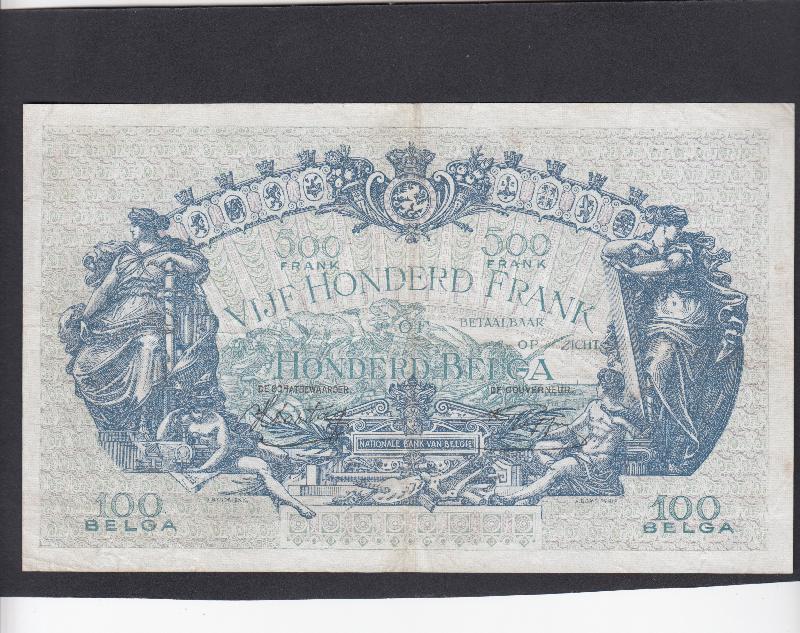 500 500
FRANK FRANK
VIJF HONDERD FRANK
OF BETAALBAAR
OP ZICHT
HONDERD BELGA
DE SCHATBEWAARDER. DE GOUVERNEUR.
NATIONALE BANK VAN BELGIE
100 100
BELGA BELGA